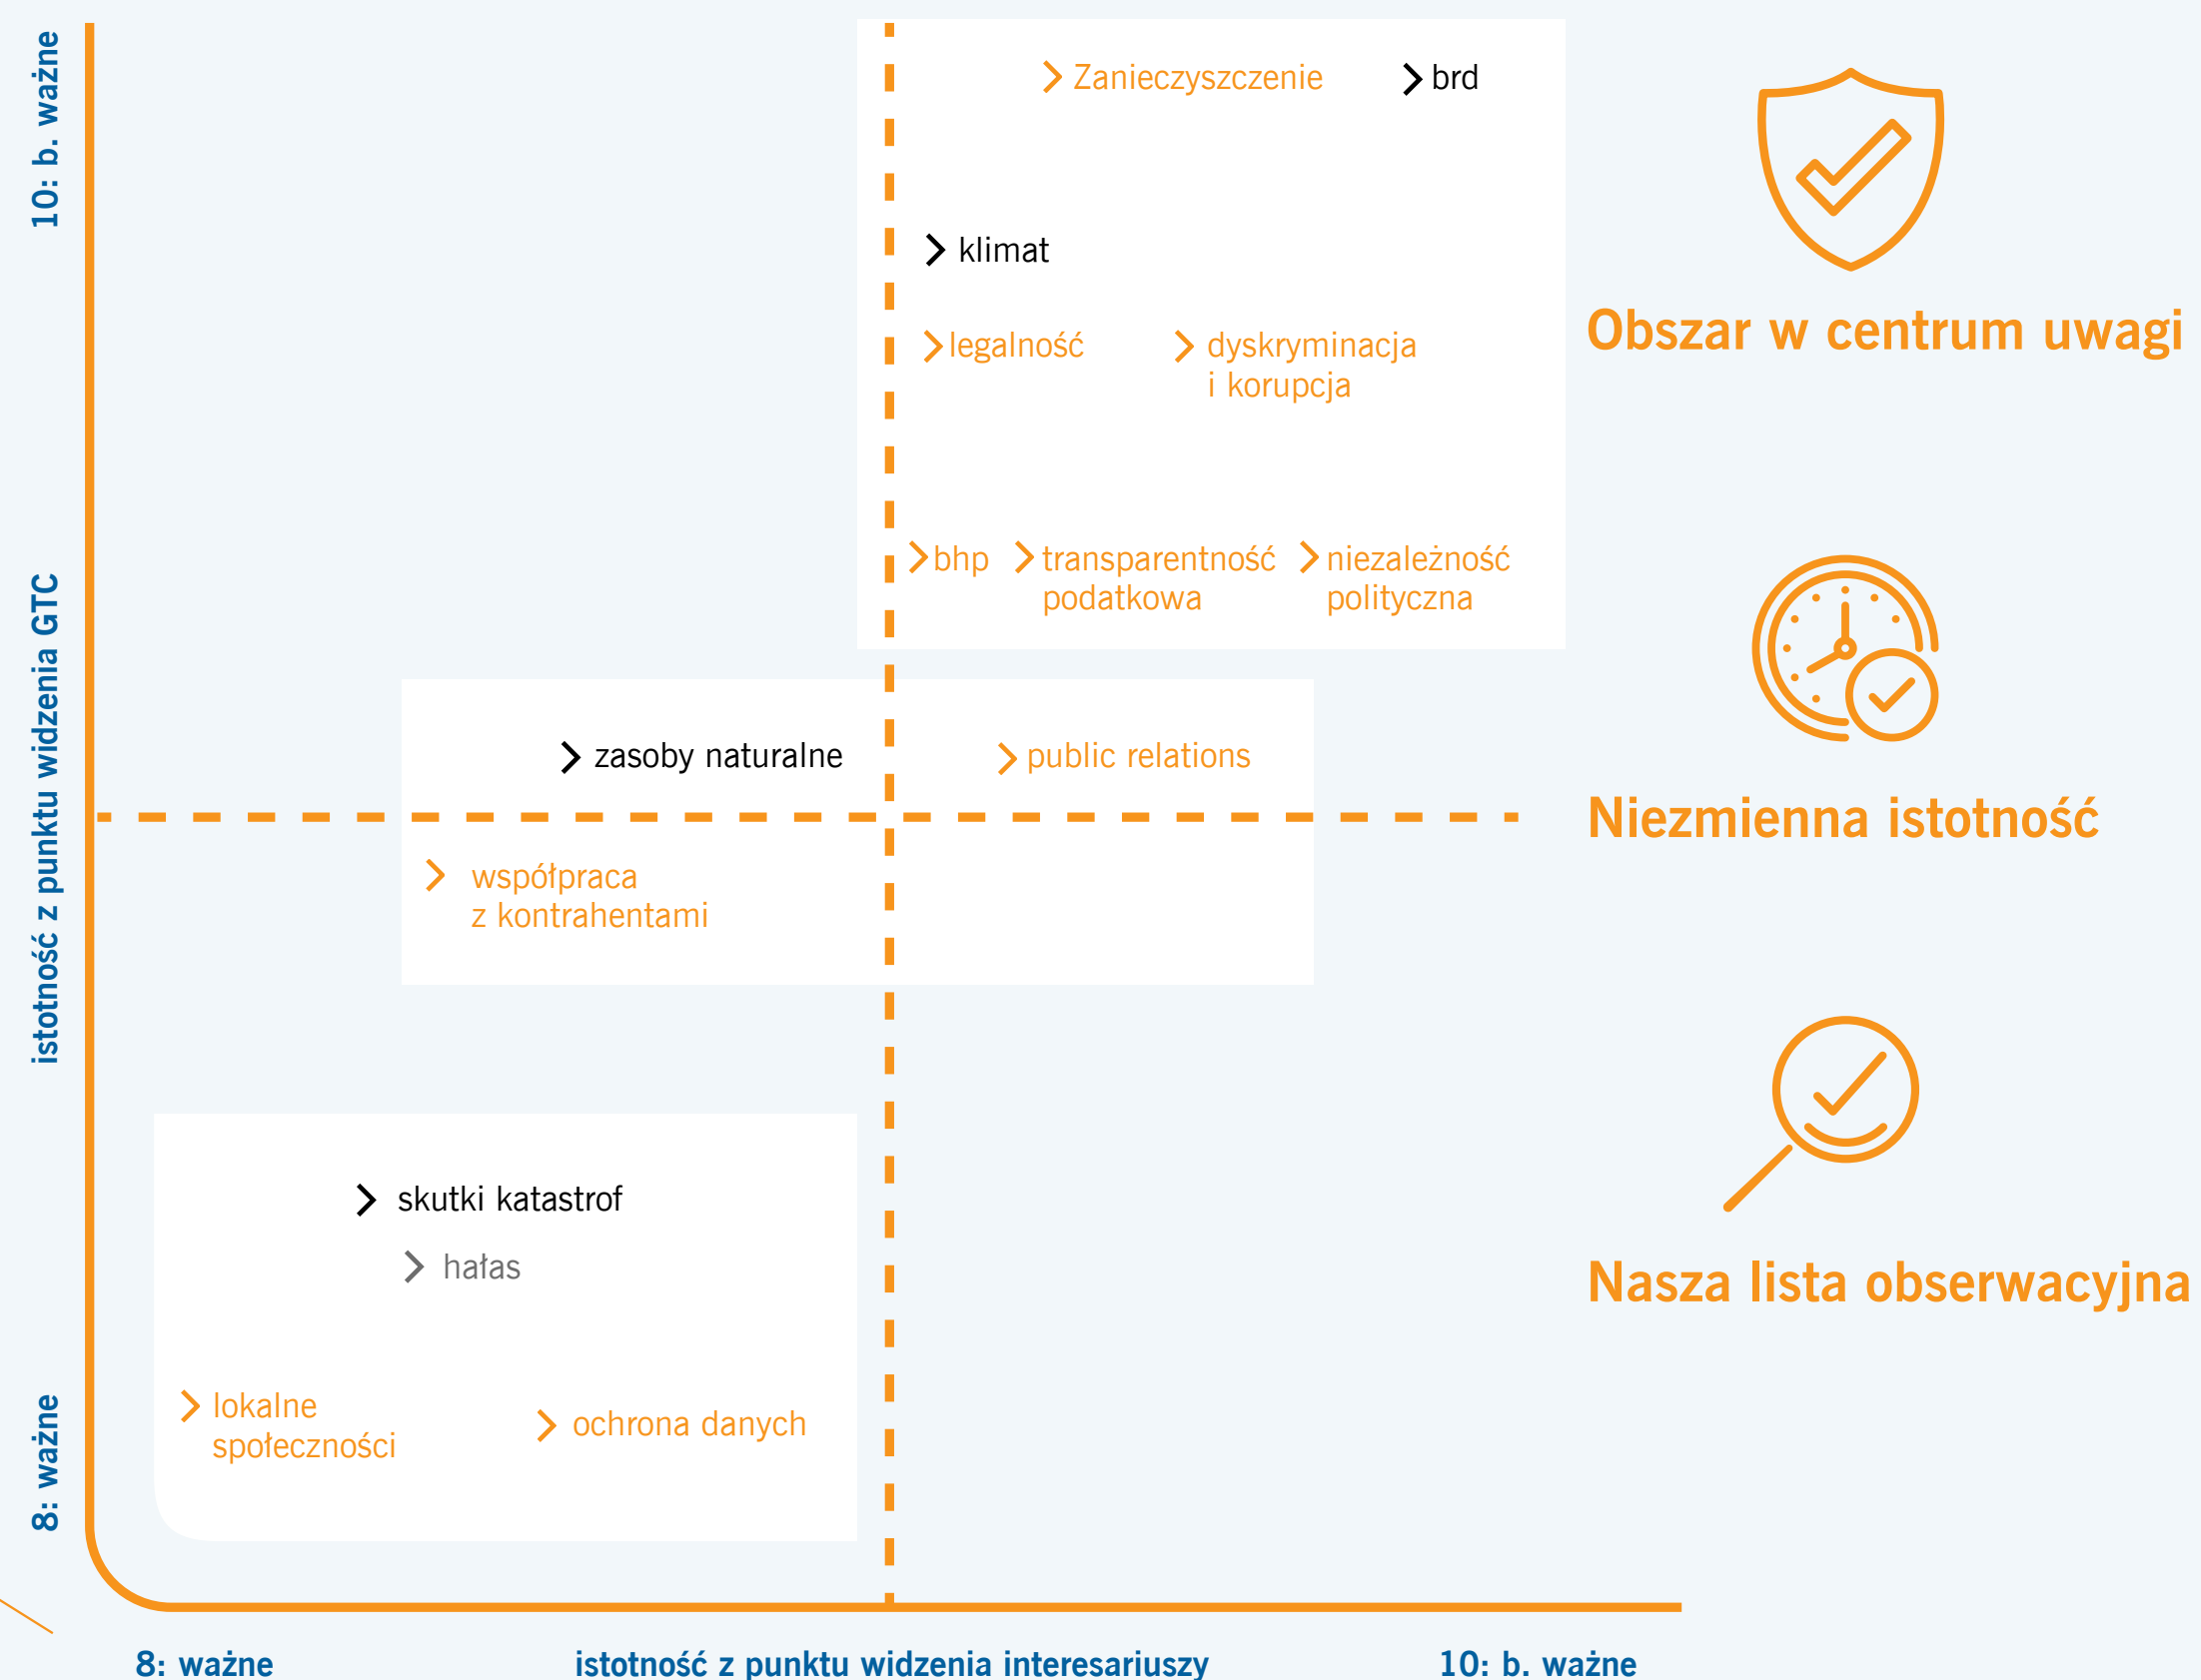 10: b. ważne
istotność z punktu widzenia GTC
8: ważne
Zanieczyszczenie
brd
klimat
legalność
dyskryminacja
i korupcja
bhp
transparentność
podatkowa
niezależność
polityczna
Obszar w centrum uwagi
zasoby naturalne
public relations
współpraca
z kontrahentami
Niezmienna istotność
skutki katastrof
hałas
lokalne
społeczności
ochrona danych
Nasza lista obserwacyjna
8: ważne
istotność z punktu widzenia interesariuszy
10: b. ważne